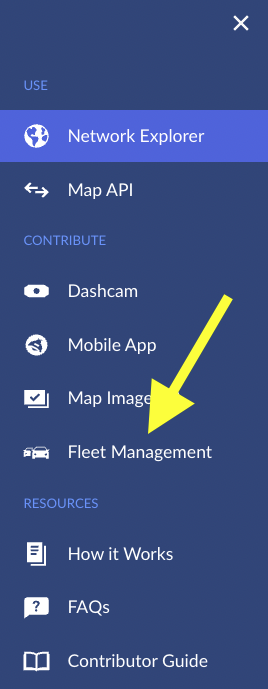 USE
Network Explorer
Map API
CONTRIBUTE
Dashcam
Mobile App
Map Image
Fleet Management
RESOURCES
How it Works
FAQs
Contributor Guide